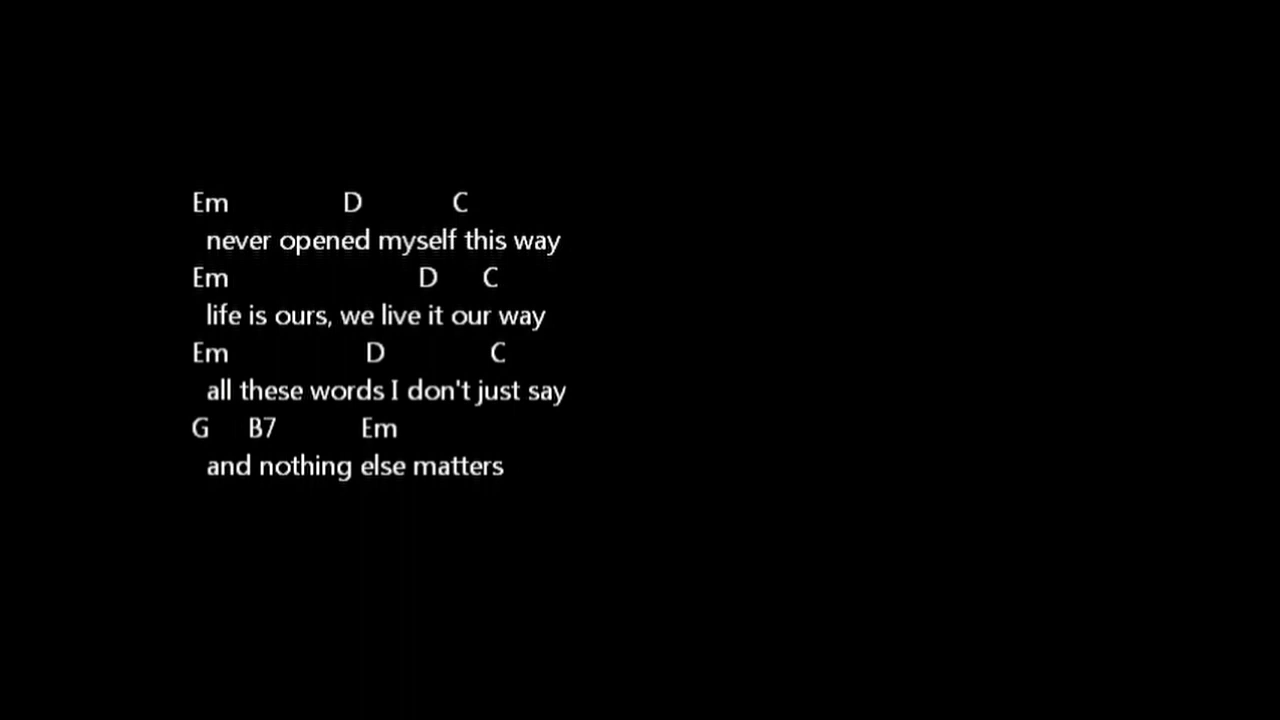 Em D C
never opened myself this way
Em D C
life is ours, we live it our way
Em D C
all these words I don't just say
G B7 Em
and nothing else matters